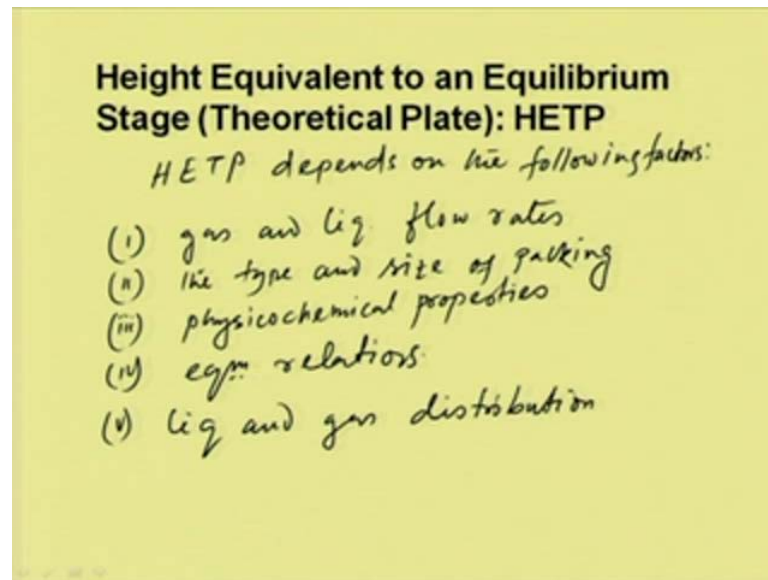 Height Equivalent to an Equilibrium
Stage (Theoretical Plate): HETP
HETP depends on the following factors:
(i) gas and liq. flow rates
(ii) the type and size of packing
(iii) physicochemical properties
(iv) eqm relations.
(v) liq and gas distribution